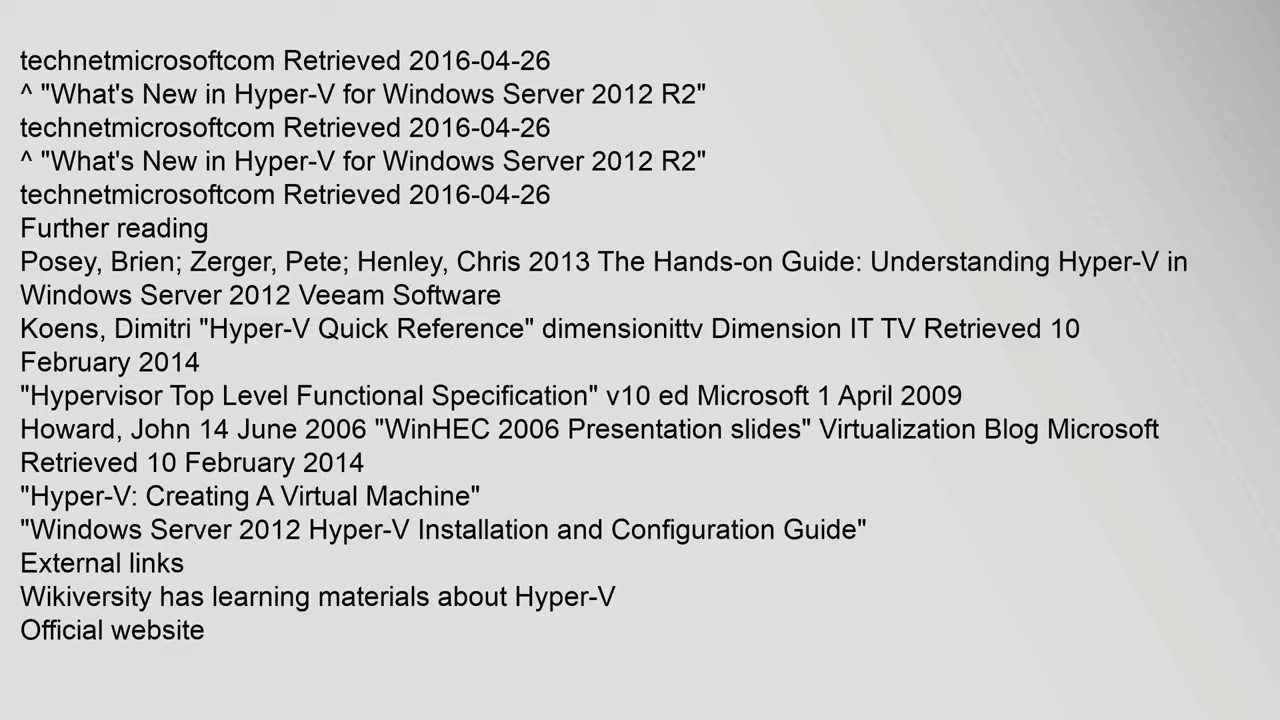 technetmicrosoftcom Retrieved 2016-04-26
^ "What's New in Hyper-V for Windows Server 2012 R2"
technetmicrosoftcom Retrieved 2016-04-26
^ "What's New in Hyper-V for Windows Server 2012 R2"
technetmicrosoftcom Retrieved 2016-04-26
Further reading
Posey, Brien; Zerger, Pete; Henley, Chris 2013 The Hands-on Guide: Understanding Hyper-V in
Windows Server 2012 Veeam Software
Koens, Dimitri "Hyper-V Quick Reference" dimensionittv Dimension IT TV Retrieved 10
February 2014
"Hypervisor Top Level Functional Specification" v10 ed Microsoft 1 April 2009
Howard, John 14 June 2006 "WinHEC 2006 Presentation slides" Virtualization Blog Microsoft
Retrieved 10 February 2014
"Hyper-V: Creating A Virtual Machine"
"Windows Server 2012 Hyper-V Installation and Configuration Guide"
External links
Wikiversity has learning materials about Hyper-V
Official website